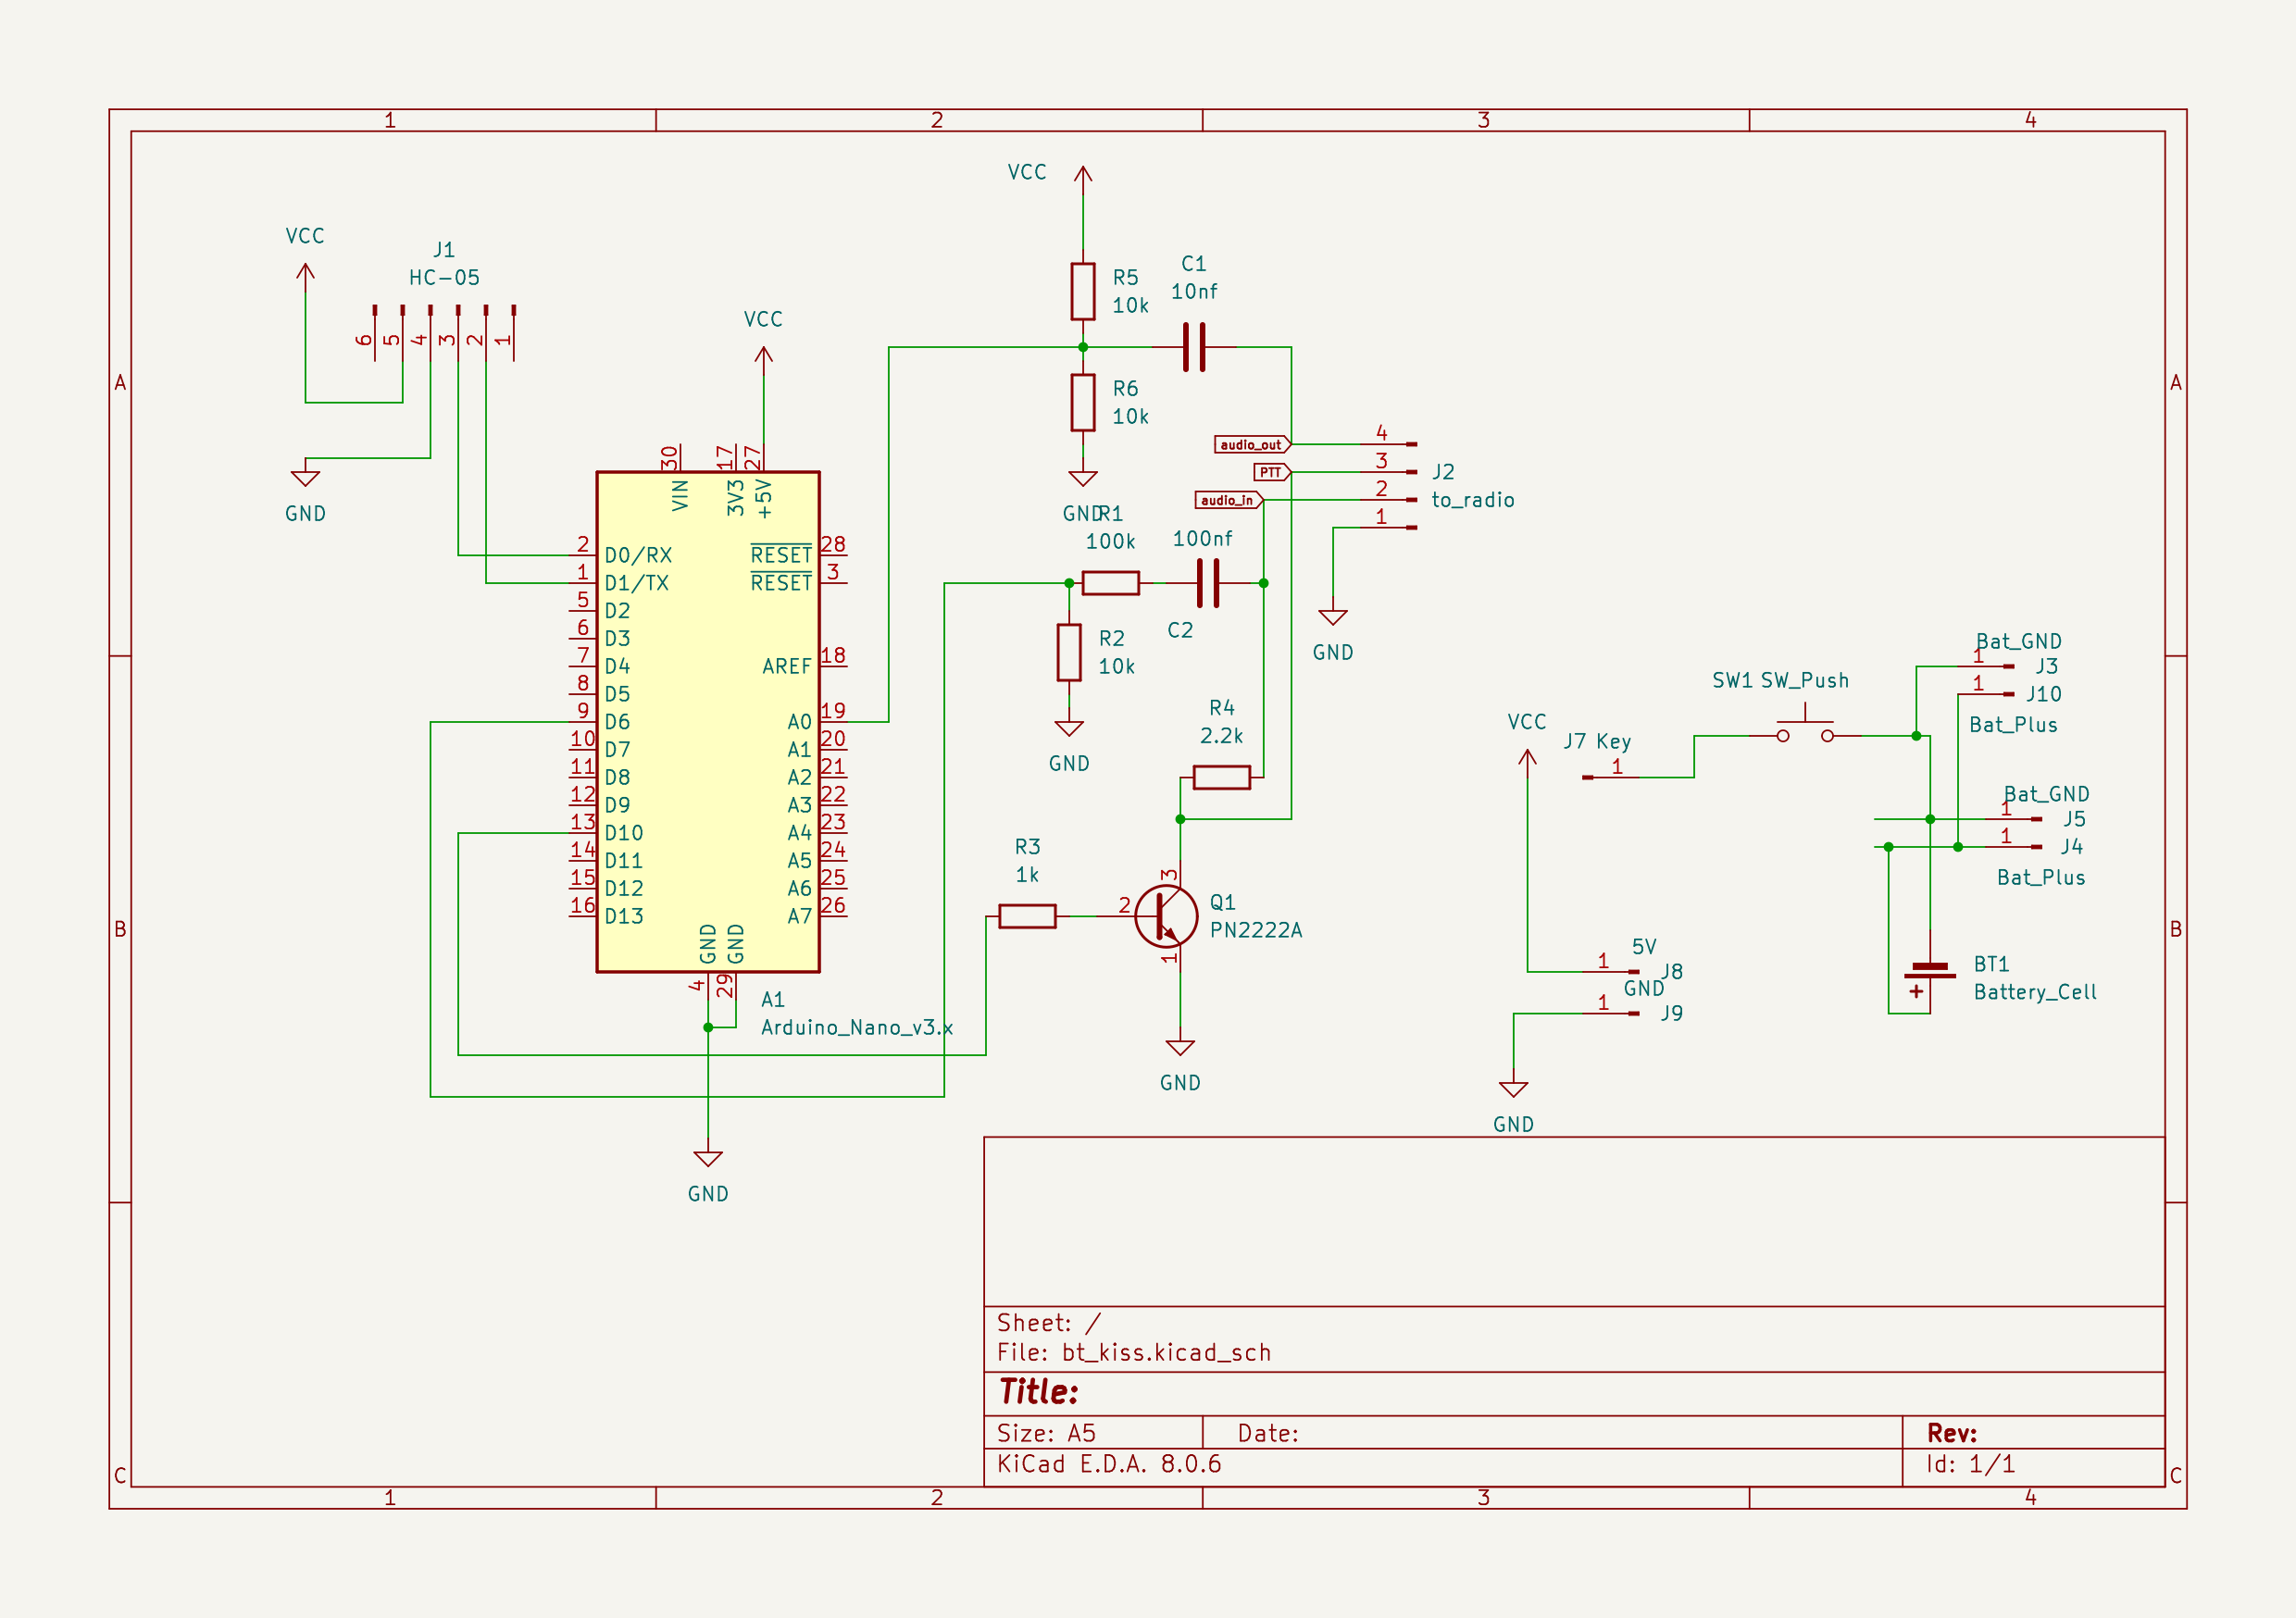 1 2 3 4
A
B
C
A
B
C
1 2 3 4
VCC
J1
HC-05
6 5 4 3 2 1
GND
VCC
30 17 27
VIN 3V3 +5V
2 D0/RX
1 D1/TX
5 D2
6 D3
7 D4
8 D5
9 D6
10 D7
11 D8
12 D9
13 D10
14 D11
15 D12
16 D13
RESET 28
RESET 3
AREF 18
A0 19
A1 20
A2 21
A3 22
A4 23
A5 24
A6 25
A7 26
GND GND
4 29
A1
Arduino_Nano_v3.x
GND
VCC
R5
10k
C1
10nf
R6
10k
GND
R1
100k
100nf
C2
R2
10k
GND
audio_out
PTT
audio_in
4
3
2
1
J2
to_radio
GND
R4
2.2k
R3
1k
3
2
1
Q1
PN2222A
GND
VCC
J7 Key
1
SW1 SW_Push
Bat_GND
1 J3
1 J10
Bat_Plus
Bat_GND
1 J5
1 J4
Bat_Plus
5V
1 J8
GND
1 J9
GND
BT1
+
Battery_Cell
Sheet: /
File: bt_kiss.kicad_sch
Title:
Size: A5 Date: Rev:
KiCad E.D.A. 8.0.6 Id: 1/1